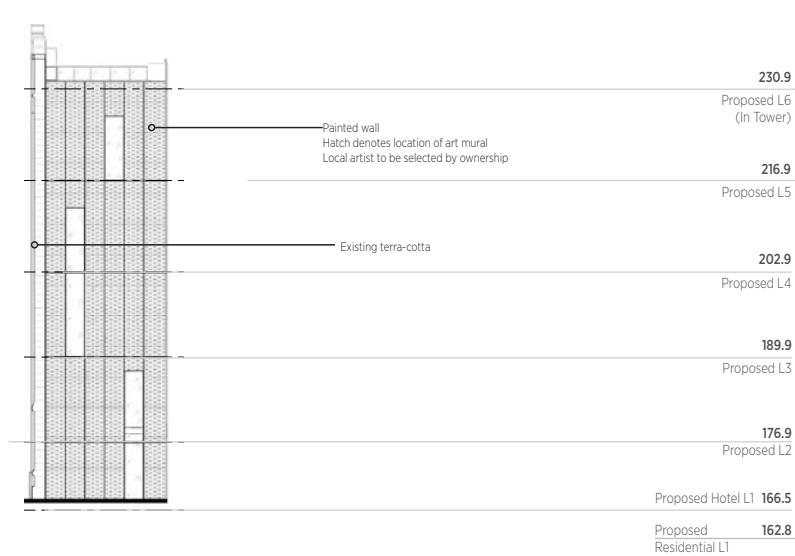 230.9
Proposed L6
(In Tower)
Painted wall
Hatch denotes location of art mural
Local artist to be selected by ownership
216.9
Proposed L5
Existing terra-cotta
202.9
Proposed L4
189.9
Proposed L3
176.9
Proposed L2
Proposed Hotel L1 166.5
Proposed 162.8
Residential L1